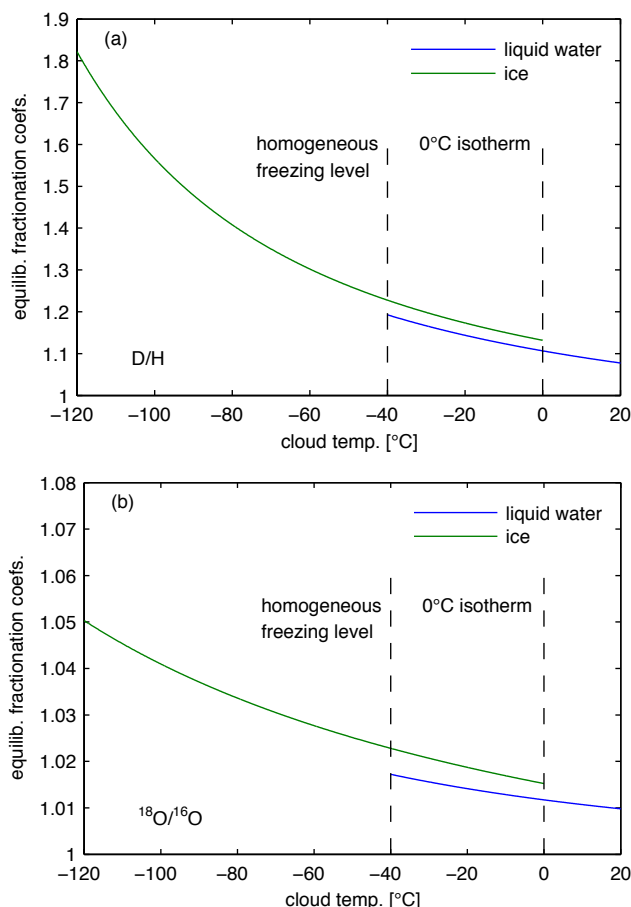 (a)
liquid water
ice
homogeneous
freezing level
0°C isotherm
D/H
equilib. fractionation coefs.
1.9
1.8
1.7
1.6
1.5
1.4
1.3
1.2
1.1
1
−120 −100 −80 −60 −40 −20 0 20
cloud temp. [°C]
(b)
liquid water
ice
homogeneous
freezing level
0°C isotherm
18O/16O
equilib. fractionation coefs.
1.08
1.07
1.06
1.05
1.04
1.03
1.02
1.01
1
−120 −100 −80 −60 −40 −20 0 20
cloud temp. [°C]